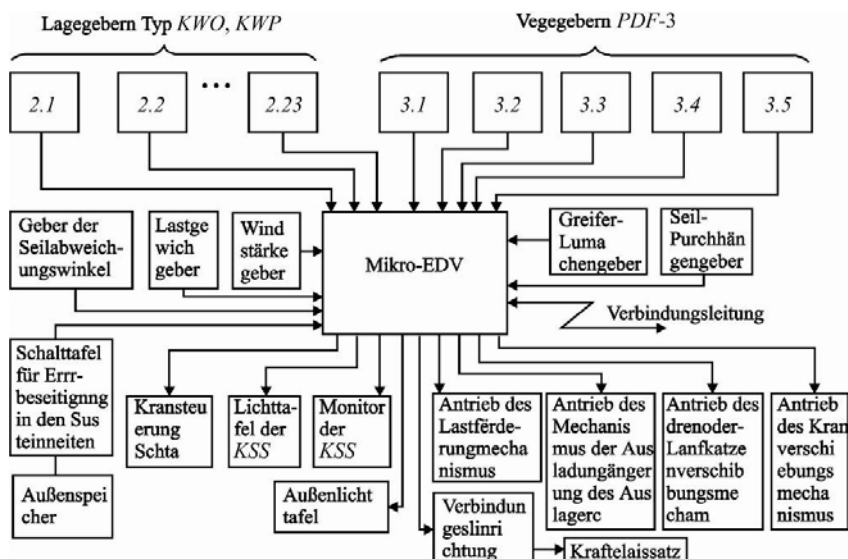 Lagegebern Typ KWO, KWP
Vegegebern PDF-3
2.1
2.2
...
2.23
3.1
3.2
3.3
3.4
3.5
Geber der
Seilabweich-
ungswinkel
Lastge
wich
geber
Wind
stärke
geber
Mikro-EDV
Greifer-
Luma
chengeber
Seil-
Purchhän
gengeber
Verbindungsleitung
Schalttafel
für Errr-
beseitignng
in den Sus
teinneiten
Kransteu
erung
Schta
Lichtta-
fel der
KSS
Monitor
der
KSS
Antrieb des
Lastförde-
rungmecha-
nismus
Antrieb des
Mechanis
mus der Aus
ladungänger
rung des Aus
lagerc
Antrieb des
drenoder-
Lanfkatze
nverschib
bungsme
cham
Antrieb
des Kran
verschi
ebungs
mecha
nismus
Außenspei
cher
Außenlicht
tafel
Verbindun
geslinri
chtung
Kraftelaissatz